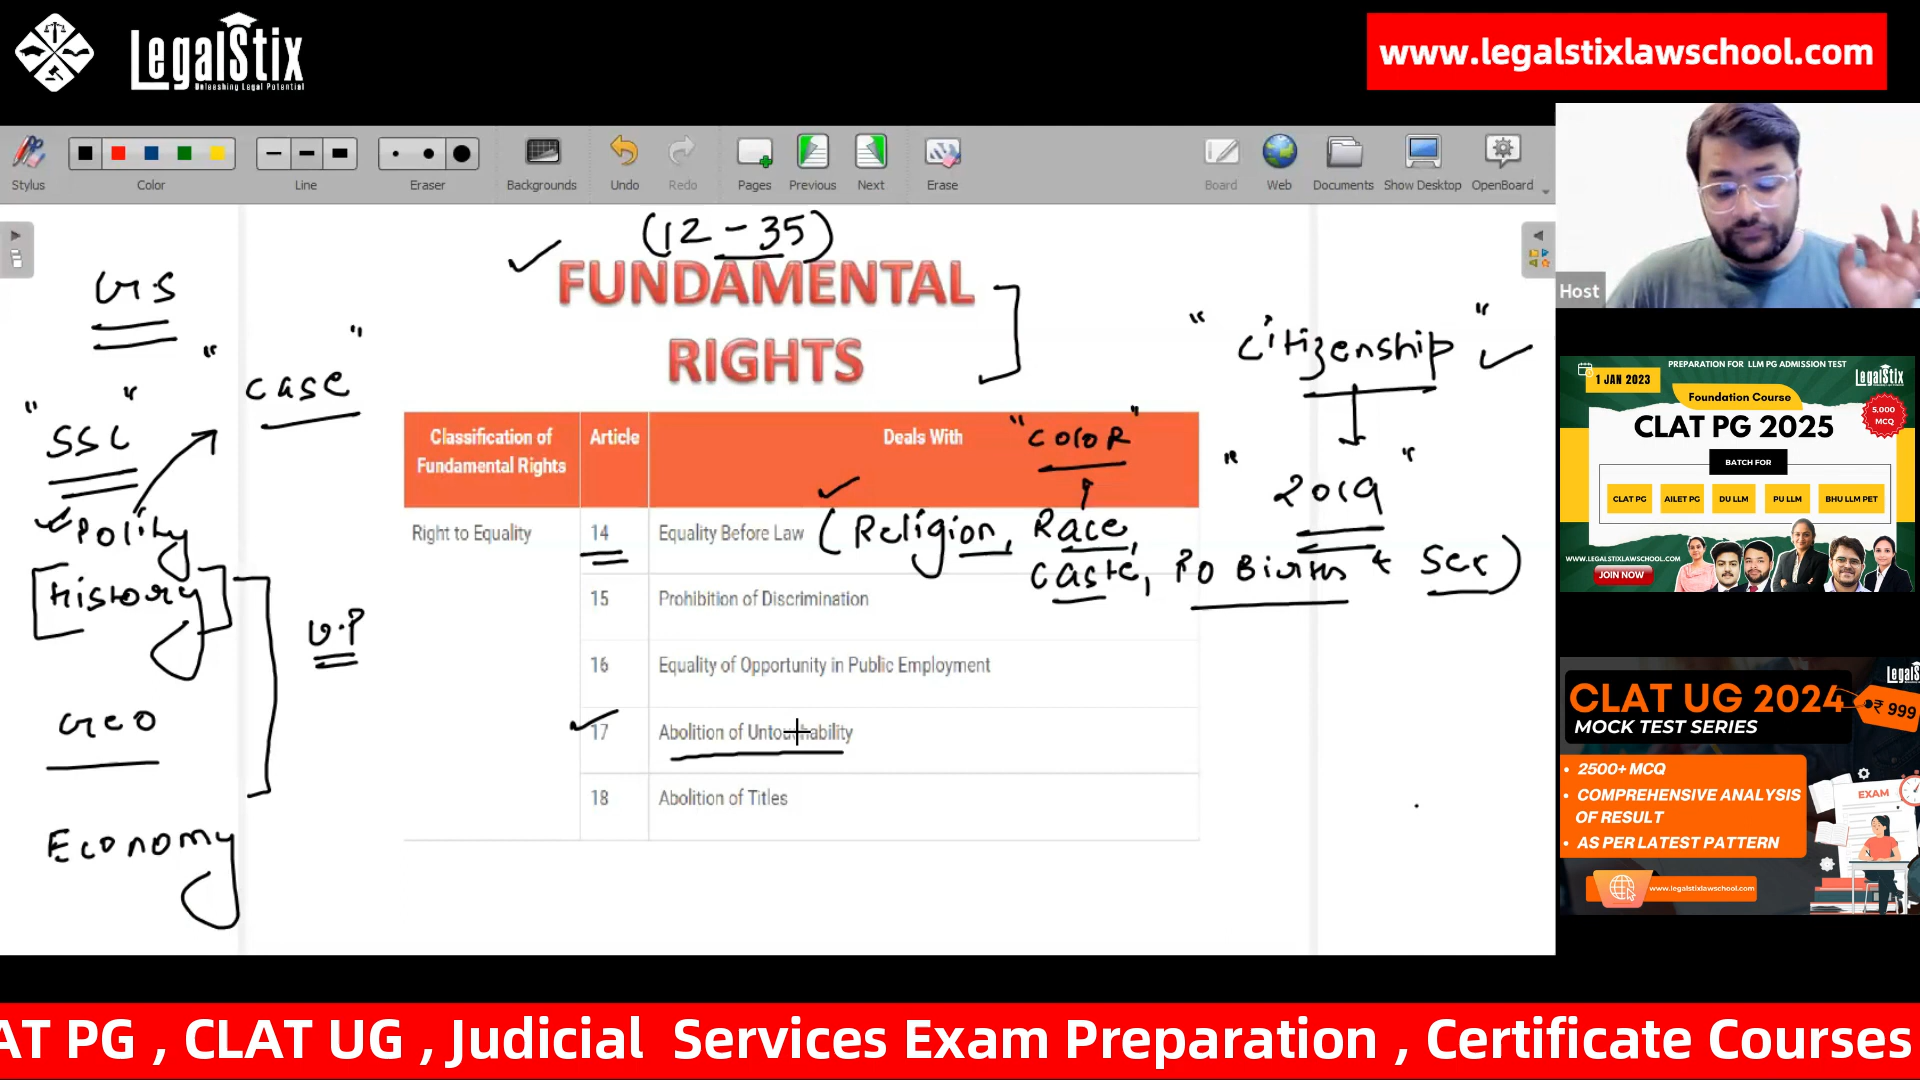 LegalStix
Unleashing Legal Potential
www.legalstixlawschool.com
Stylus
Color
Line
Eraser
Backgrounds
Undo
Redo
Pages
Previous
Next
Erase
Board
Web
Documents
Show Desktop
OpenBoard
Host
(12-35)
FUNDAMENTAL
RIGHTS
GS
"case"
"SSC"
Polity
[History]
U.P
Geo
Economy
"Citizenship"
"2019"
"COLOR"
Classification of
Fundamental Rights
Article
Deals With
Right to Equality
14
Equality Before Law
(Religion, Race,
caste, PO Birth & Sex)
15
Prohibition of Discrimination
16
Equality of Opportunity in Public Employment
17
Abolition of Untouchability
18
Abolition of Titles
PREPARATION FOR LLM PG ADMISSION TEST
1 JAN 2023
LegalStix
Foundation Course
5,000
MCQ
CLAT PG 2025
BATCH FOR
CLAT PG
AILET PG
DU LLM
PU LLM
BHU LLM PET
WWW.LEGALSTIXLAWSCHOOL.COM
JOIN NOW
LegalS
CLAT UG 2024
₹ 999
MOCK TEST SERIES
• 2500+ MCQ
• COMPREHENSIVE ANALYSIS
OF RESULT
• AS PER LATEST PATTERN
EXAM
www.legalstixlawschool.com
AT PG , CLAT UG , Judicial Services Exam Preparation , Certificate Courses